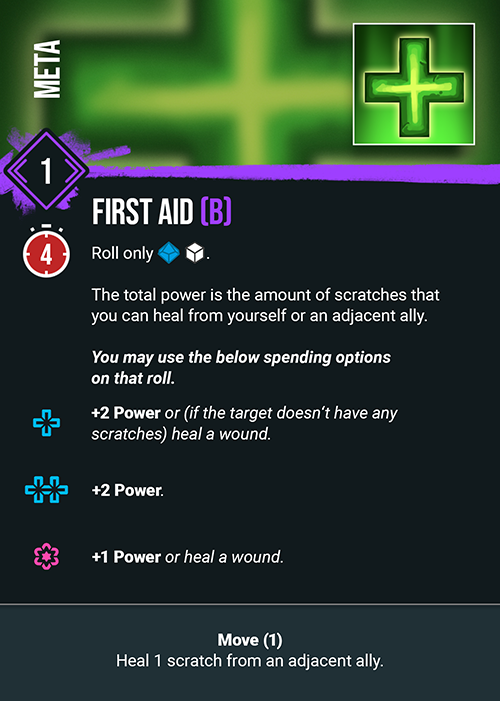 META
1
FIRST AID (B)
4
Roll only .
The total power is the amount of scratches that
you can heal from yourself or an adjacent ally.
You may use the below spending options
on that roll.
+2 Power or (if the target doesn't have any
scratches) heal a wound.
+2 Power.
+1 Power or heal a wound.
Move (1)
Heal 1 scratch from an adjacent ally.